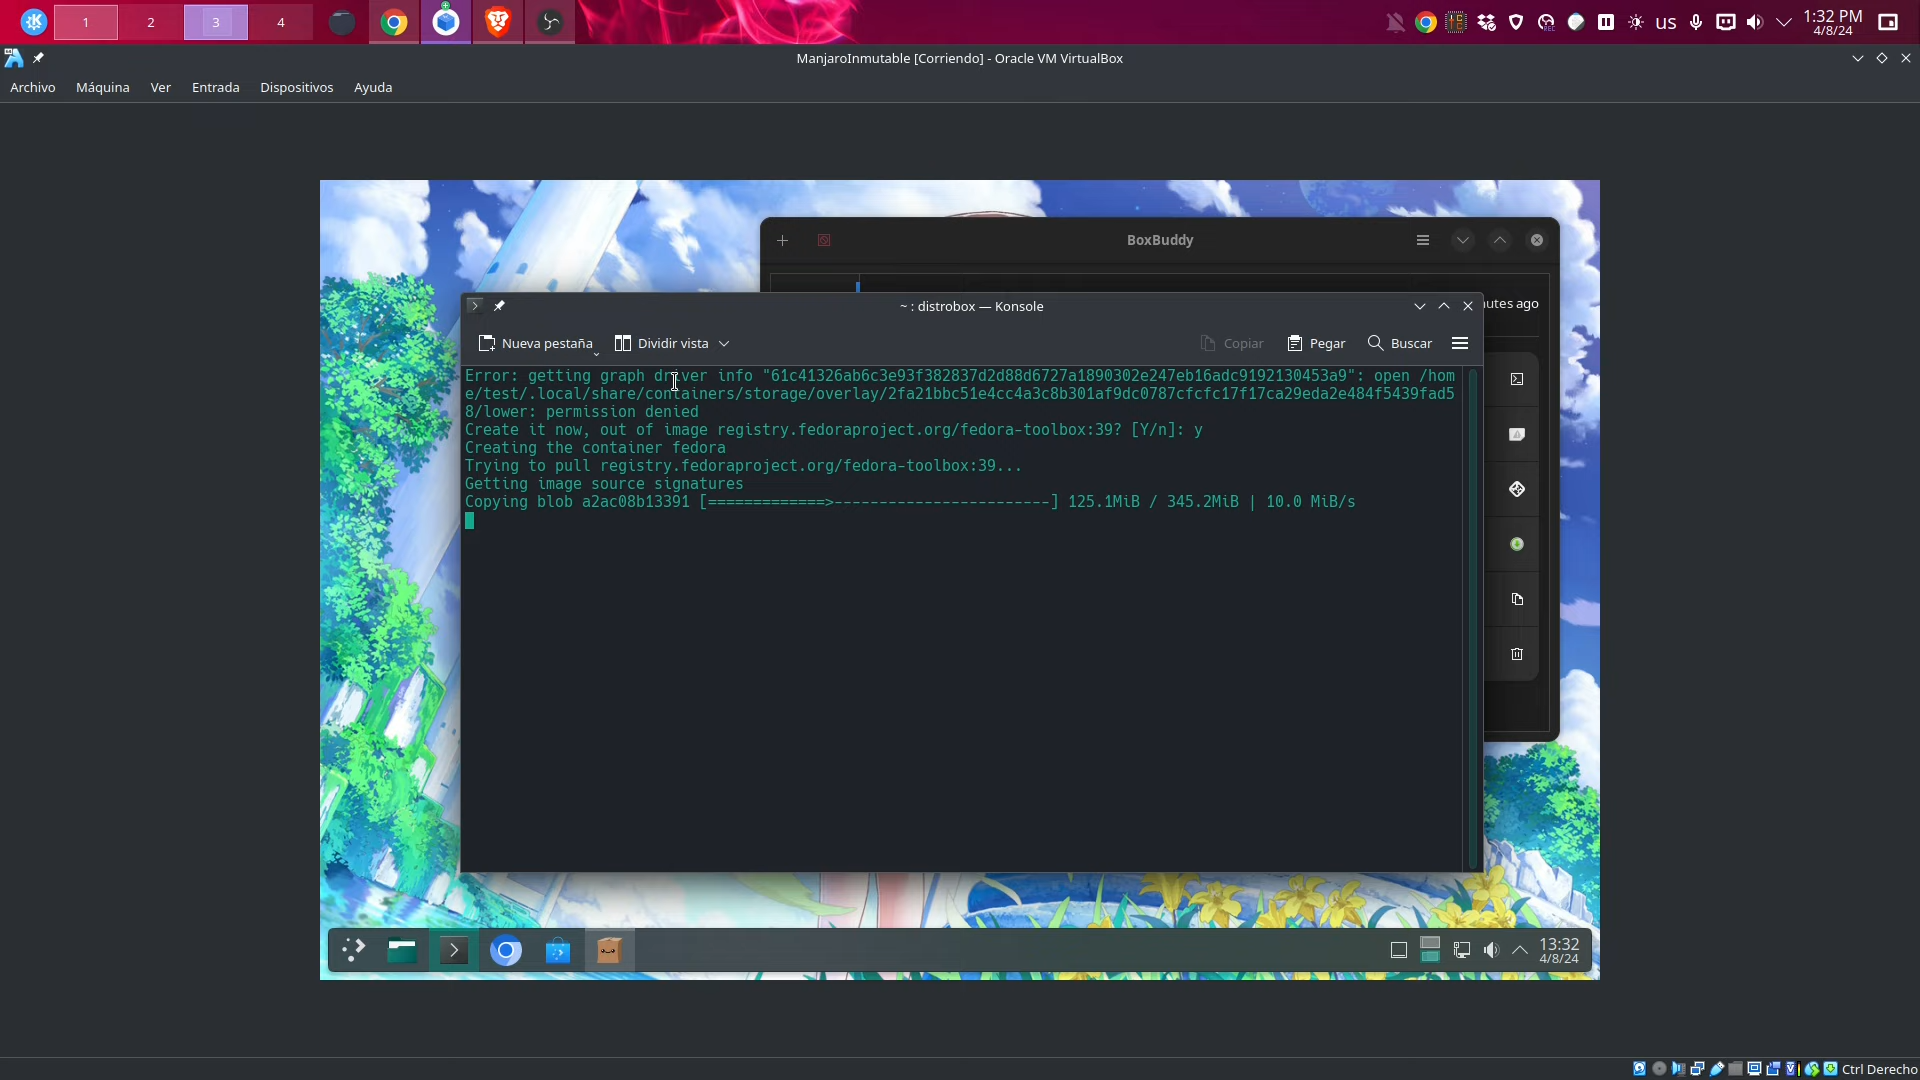 1
2
3
4
us
1:32 PM
4/8/24
ManjaroInmutable [Corriendo] - Oracle VM VirtualBox
Archivo
Máquina
Ver
Entrada
Dispositivos
Ayuda
BoxBuddy
utes ago
~ : distrobox — Konsole
Nueva pestaña
Dividir vista
Copiar
Pegar
Buscar
Error: getting graph driver info "61c41326ab6c3e93f382837d2d88d6727a1890302e247eb16adc9192130453a9": open /hom
e/test/.local/share/containers/storage/overlay/2fa21bbc51e4cc4a3c8b301af9dc0787cfcfc17f17ca29eda2e484f5439fad5
8/lower: permission denied
Create it now, out of image registry.fedoraproject.org/fedora-toolbox:39? [Y/n]: y
Creating the container fedora
Trying to pull registry.fedoraproject.org/fedora-toolbox:39...
Getting image source signatures
Copying blob a2ac08b13391 [=============>------------------------] 125.1MiB / 345.2MiB | 10.0 MiB/s
13:32
4/8/24
Ctrl Derecho